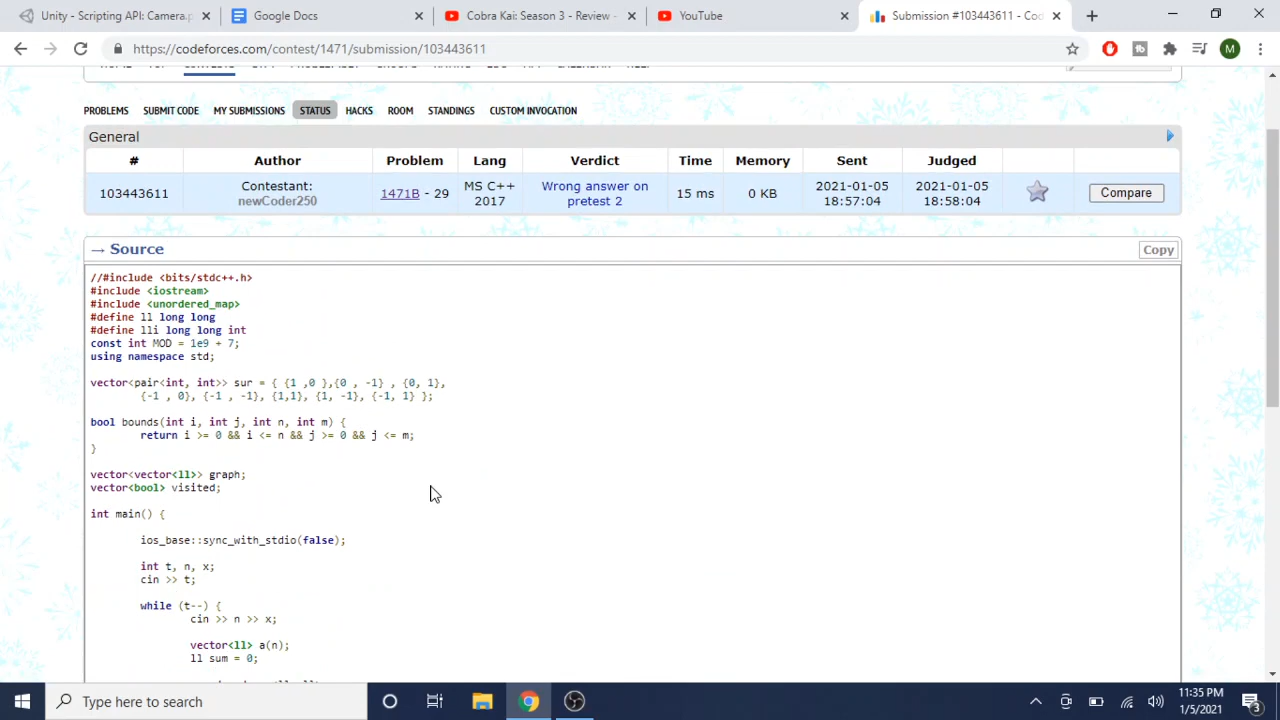 Unity - Scripting API: Camera.p
Google Docs
Cobra Kai: Season 3 - Review -
YouTube
Submission #103443611 - Cod
https://codeforces.com/contest/1471/submission/103443611
M
PROBLEMS SUBMIT CODE MY SUBMISSIONS STATUS HACKS ROOM STANDINGS CUSTOM INVOCATION
General
# Author Problem Lang Verdict Time Memory Sent Judged
103443611 Contestant: newCoder250 1471B - 29 MS C++ 2017 Wrong answer on pretest 2 15 ms 0 KB 2021-01-05 18:57:04 2021-01-05 18:58:04 Compare
→ Source
Copy
//#include <bits/stdc++.h>
#include <iostream>
#include <unordered_map>
#define ll long long
#define lli long long int
const int MOD = 1e9 + 7;
using namespace std;
vector<pair<int, int>> sur = { {1 ,0 },{0 , -1} , {0, 1},
{-1 , 0}, {-1 , -1}, {1,1}, {1, -1}, {-1, 1} };
bool bounds(int i, int j, int n, int m) {
return i >= 0 && i <= n && j >= 0 && j <= m;
}
vector<vector<ll>> graph;
vector<bool> visited;
int main() {
ios_base::sync_with_stdio(false);
int t, n, x;
cin >> t;
while (t--) {
cin >> n >> x;
vector<ll> a(n);
ll sum = 0;
Type here to search
11:35 PM
1/5/2021
3